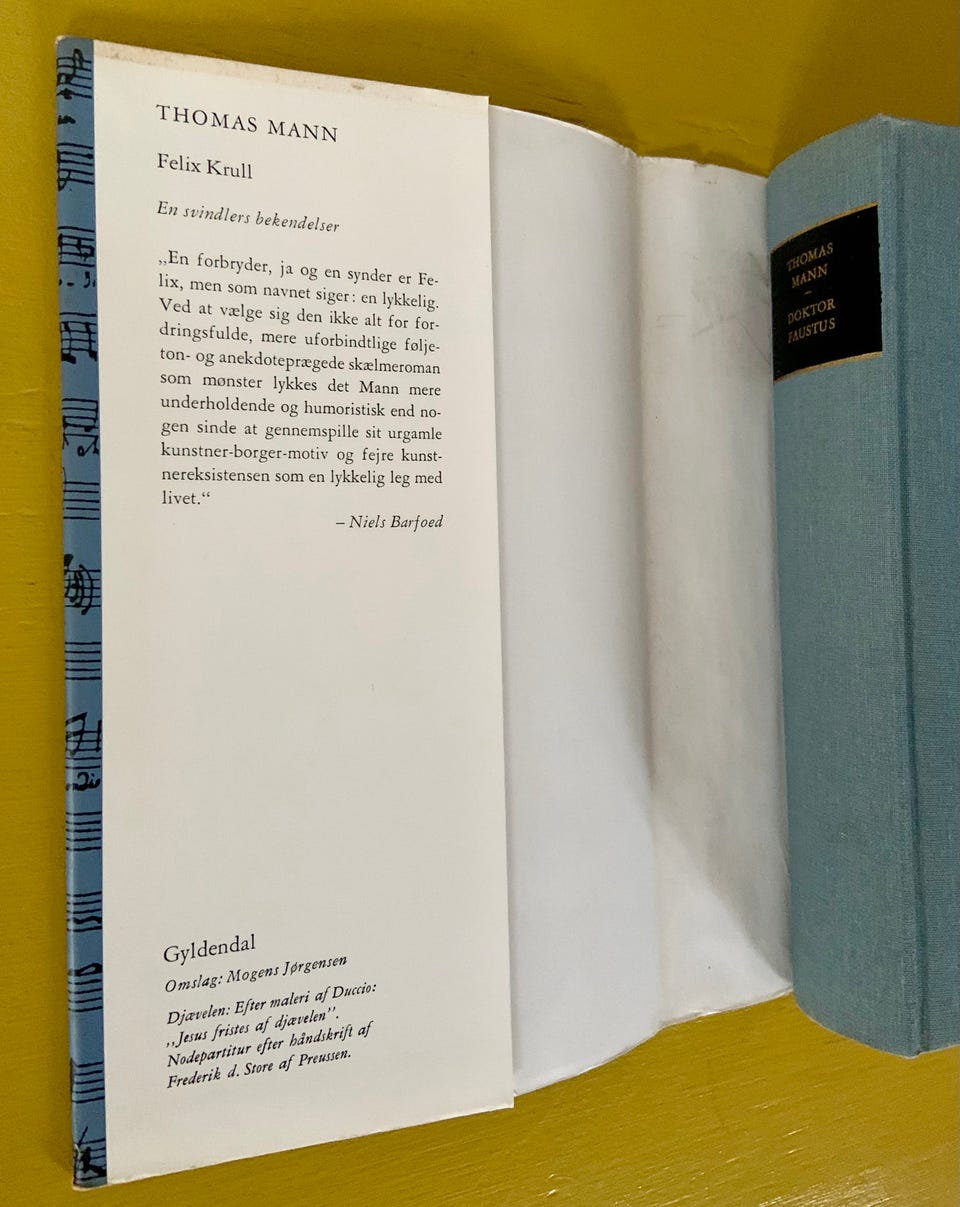 THOMAS MANN
Felix Krull
En svindlers bekendelser
„En forbryder, ja og en synder er Fe-
lix, men som navnet siger: en lykkelig.
Ved at vælge sig den ikke alt for for-
dringsfulde, mere uforbindtlige følje-
ton- og anekdoteprægede skælmeroman
som mønster lykkes det Mann mere
underholdende og humoristisk end no-
gen sinde at gennemspille sit urgamle
kunstner-borger-motiv og fejre kunst-
nereksistensen som en lykkelig leg med
livet.“
– Niels Barfoed
Gyldendal
Omslag: Mogens Jørgensen
Djævelen: Efter maleri af Duccio:
„Jesus fristes af djævelen”.
Nodepartitur efter håndskrift af
Frederik d. Store af Preussen.
THOMAS
MANN
–
DOKTOR
FAUSTUS